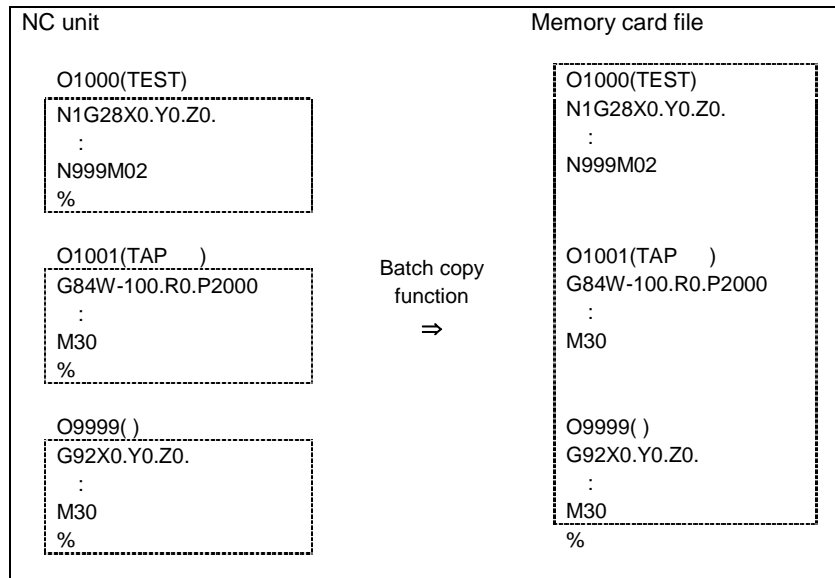 NC unit
Memory card file
O1000(TEST)
N1G28X0.Y0.Z0.
:
N999M02
%
O1001(TAP    )
G84W-100.R0.P2000
:
M30
%
O9999( )
G92X0.Y0.Z0.
:
M30
%
Batch copy
function
⇒
O1000(TEST)
N1G28X0.Y0.Z0.
:
N999M02
O1001(TAP    )
G84W-100.R0.P2000
:
M30
O9999( )
G92X0.Y0.Z0.
:
M30
%